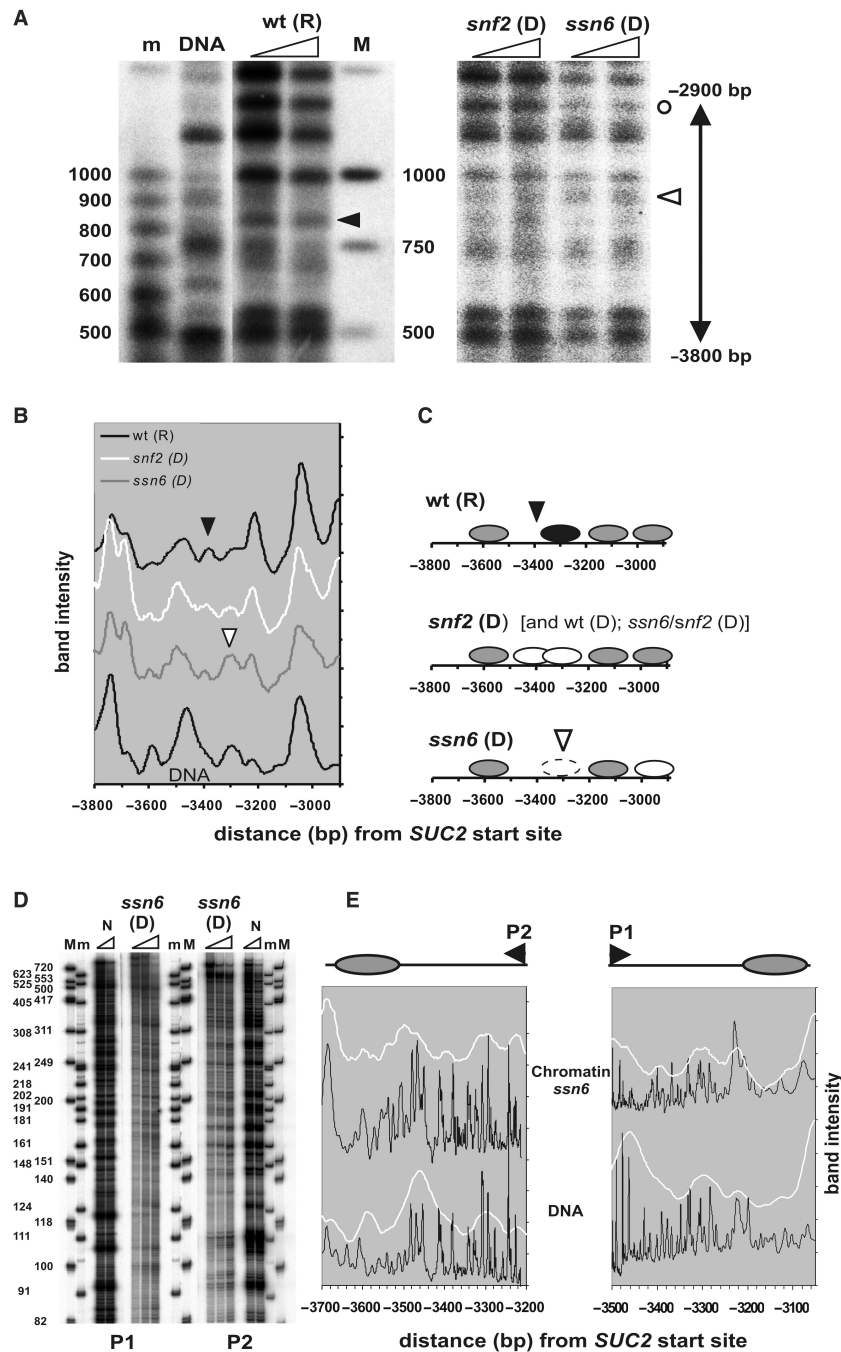 A
wt (R)
m DNA M
1000
900
800
700
600
500
snf2 (D) ssn6 (D)
1000
750
500
–2900 bp
–3800 bp
B
wt (R)
snf2 (D)
ssn6 (D)
DNA
band intensity
–3800 –3600 –3400 –3200 –3000
C
wt (R)
–3800 –3600 –3400 –3200 –3000
snf2 (D) [and wt (D); ssn6/snf2 (D)]
–3800 –3600 –3400 –3200 –3000
ssn6 (D)
–3800 –3600 –3400 –3200 –3000
distance (bp) from SUC2 start site
D
ssn6 (D) ssn6 (D)
M m N m M N m M
720
623
553
525
500
417
405
311
308
249
241
218
202
200
191
181
161
151
148
140
124
118
111
100
91
82
P1 P2
E
P2 P1
Chromatin
ssn6
DNA
band intensity
–3700 –3600 –3500 –3400 –3300 –3200
–3500 –3400 –3300 –3200 –3100
distance (bp) from SUC2 start site